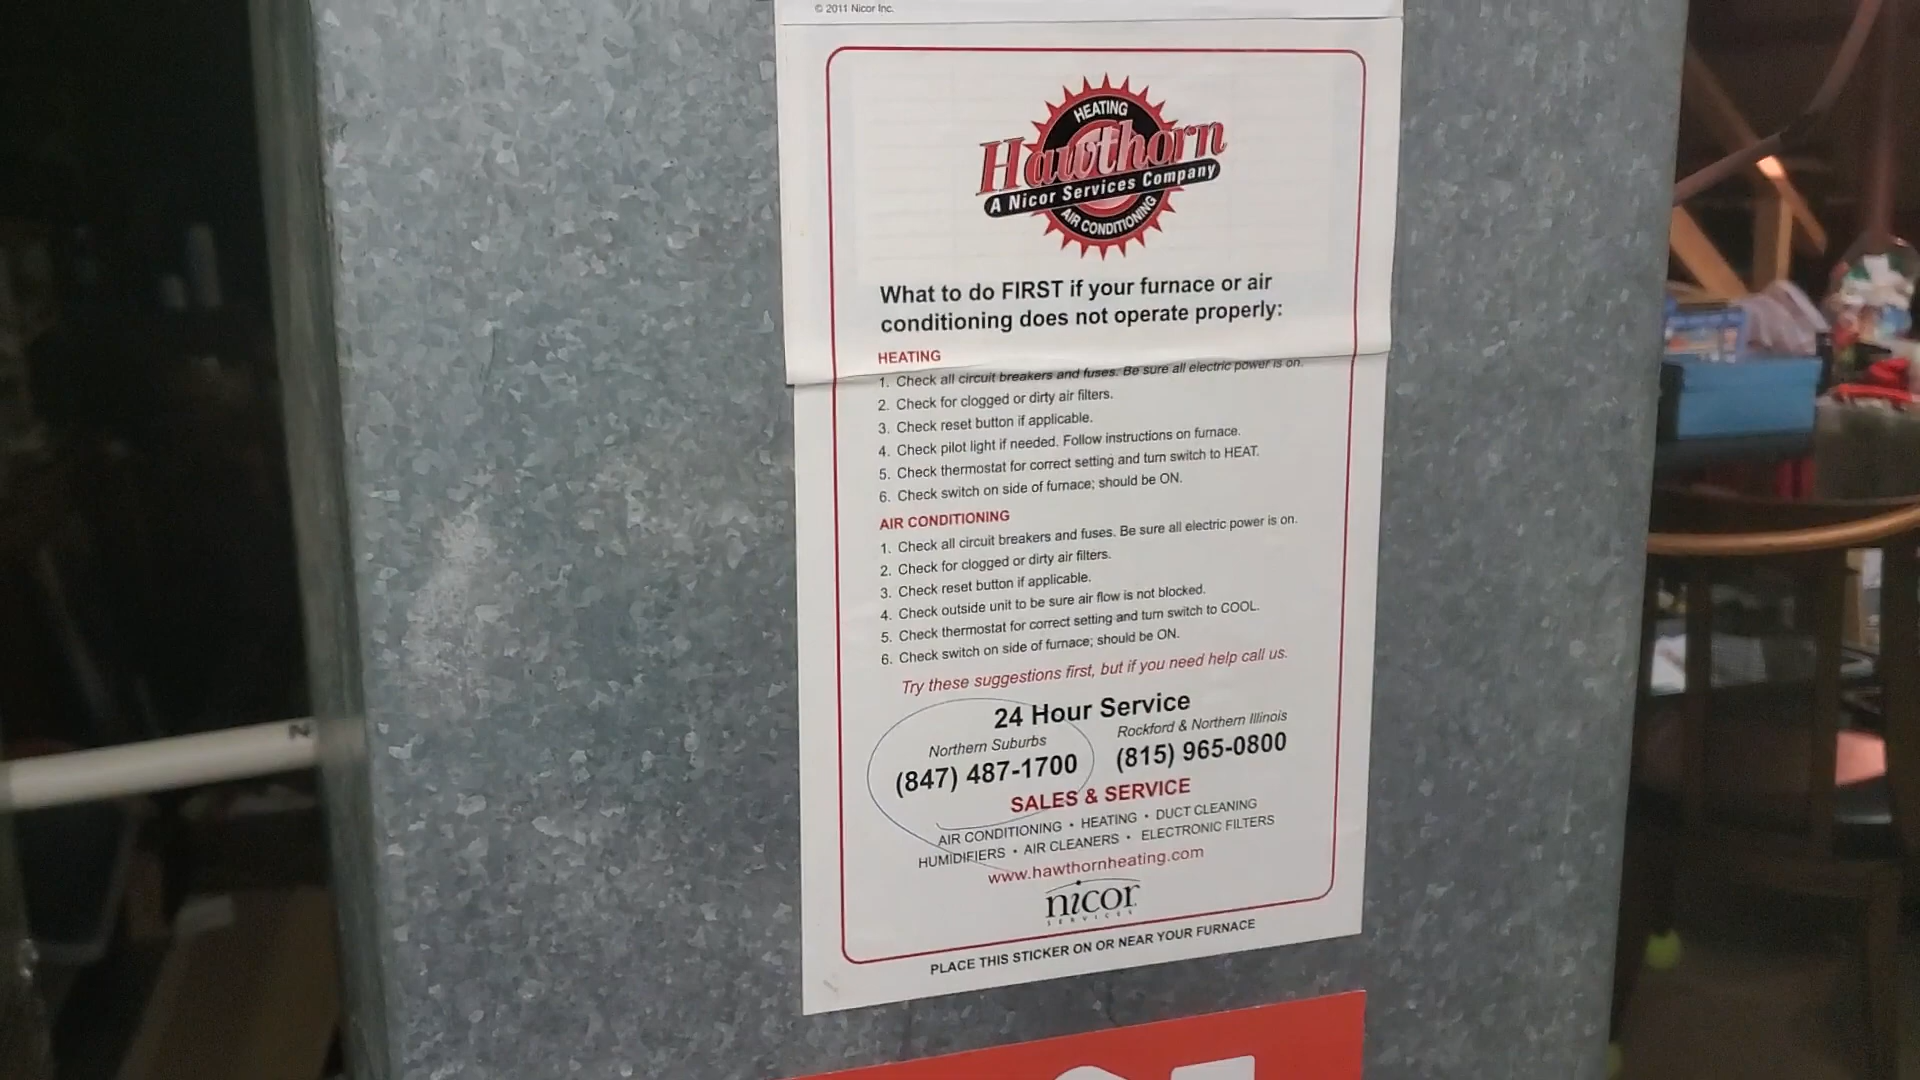 © 2011 Nicor Inc.
HEATING
Hawthorn
A Nicor Services Company
AIR CONDITIONING
What to do FIRST if your furnace or air
conditioning does not operate properly:
HEATING
1. Check all circuit breakers and fuses. Be sure all electric power is on.
2. Check for clogged or dirty air filters.
3. Check reset button if applicable.
4. Check pilot light if needed. Follow instructions on furnace.
5. Check thermostat for correct setting and turn switch to HEAT.
6. Check switch on side of furnace; should be ON.
AIR CONDITIONING
1. Check all circuit breakers and fuses. Be sure all electric power is on.
2. Check for clogged or dirty air filters.
3. Check reset button if applicable.
4. Check outside unit to be sure air flow is not blocked.
5. Check thermostat for correct setting and turn switch to COOL.
6. Check switch on side of furnace; should be ON.
Try these suggestions first, but if you need help call us.
24 Hour Service
Northern Suburbs
(847) 487-1700
Rockford & Northern Illinois
(815) 965-0800
SALES & SERVICE
AIR CONDITIONING • HEATING • DUCT CLEANING
HUMIDIFIERS • AIR CLEANERS • ELECTRONIC FILTERS
www.hawthornheating.com
nicor
SERVICES
PLACE THIS STICKER ON OR NEAR YOUR FURNACE